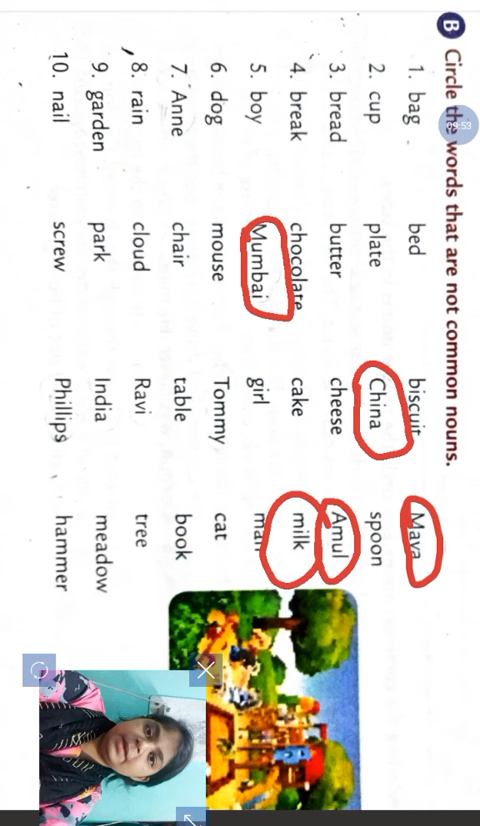 B Circle the words that are not common nouns.
09:53
1. bag bed biscuit Maya
2. cup plate China spoon
3. bread butter cheese Amul
4. break chocolate cake milk
5. boy Mumbai girl man
6. dog mouse Tommy cat
7. Anne chair table book
8. rain cloud Ravi tree
9. garden park India meadow
10. nail screw Phillips hammer